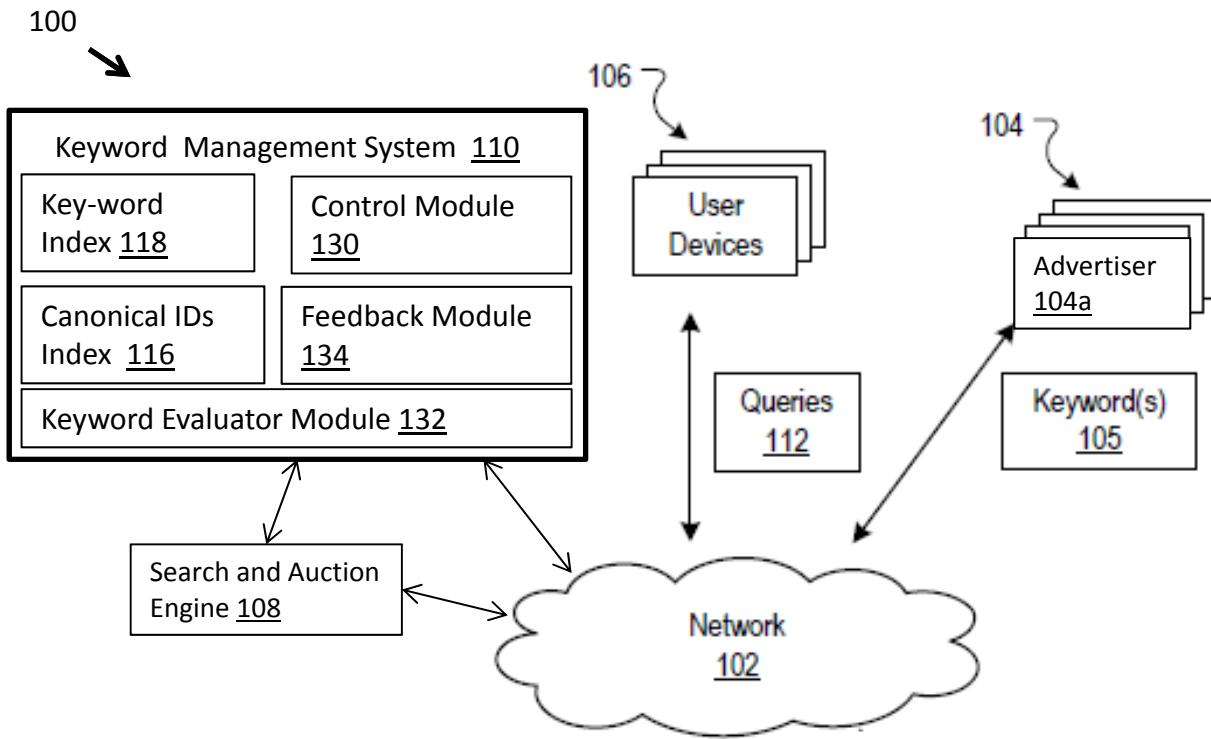 100
106
104
Keyword Management System 110
Key-word
Index 118
Control Module
130
User
Devices
Advertiser
104a
Canonical IDs
Index 116
Feedback Module
134
Keyword Evaluator Module 132
Queries
112
Keyword(s)
105
Search and Auction
Engine 108
Network
102